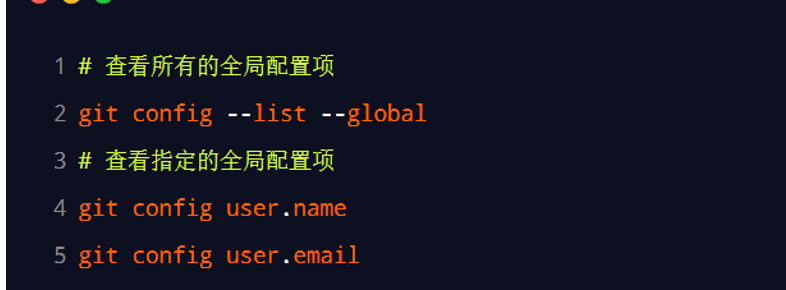 1 # 查看所有的全局配置项
2 git config --list --global
3 # 查看指定的全局配置项
4 git config user.name
5 git config user.email